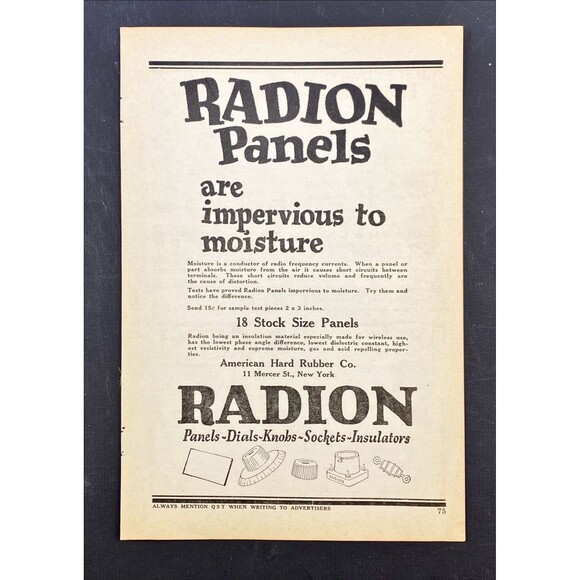 RADION
Panels
are
impervious to
moisture
Moisture is a conductor of radio frequency currents. When a panel or
part absorbs moisture from the air it causes short circuits between
terminals. These short circuits reduce volume and frequently are
the cause of distortion.
Tests have proved Radion Panels impervious to moisture. Try them and
notice the difference.
Send 15¢ for sample test pieces 2 x 3 inches.
18 Stock Size Panels
Radion being an insulation material especially made for wireless use,
has the lowest phase angle difference, lowest dielectric constant, high-
est resistivity and supreme moisture, gas and acid repelling proper-
ties.
American Hard Rubber Co.
11 Mercer St., New York
RADION
Panels~Dials~Knobs~Sockets~Insulators
RADION
ALWAYS MENTION QST WHEN WRITING TO ADVERTISERS
75